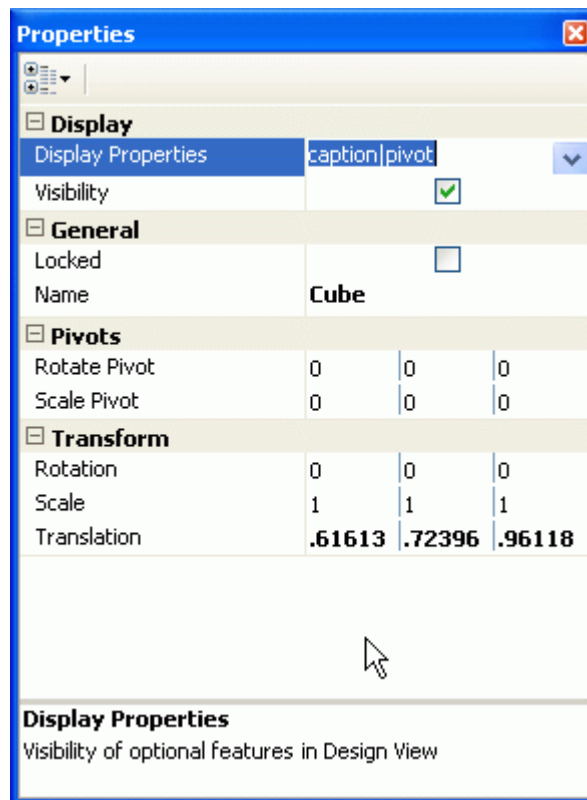 Properties
Display
Display Properties caption|pivot
Visibility
General
Locked
Name Cube
Pivots
Rotate Pivot 0 0 0
Scale Pivot 0 0 0
Transform
Rotation 0 0 0
Scale 1 1 1
Translation .61613 .72396 .96118
Display Properties
Visibility of optional features in Design View